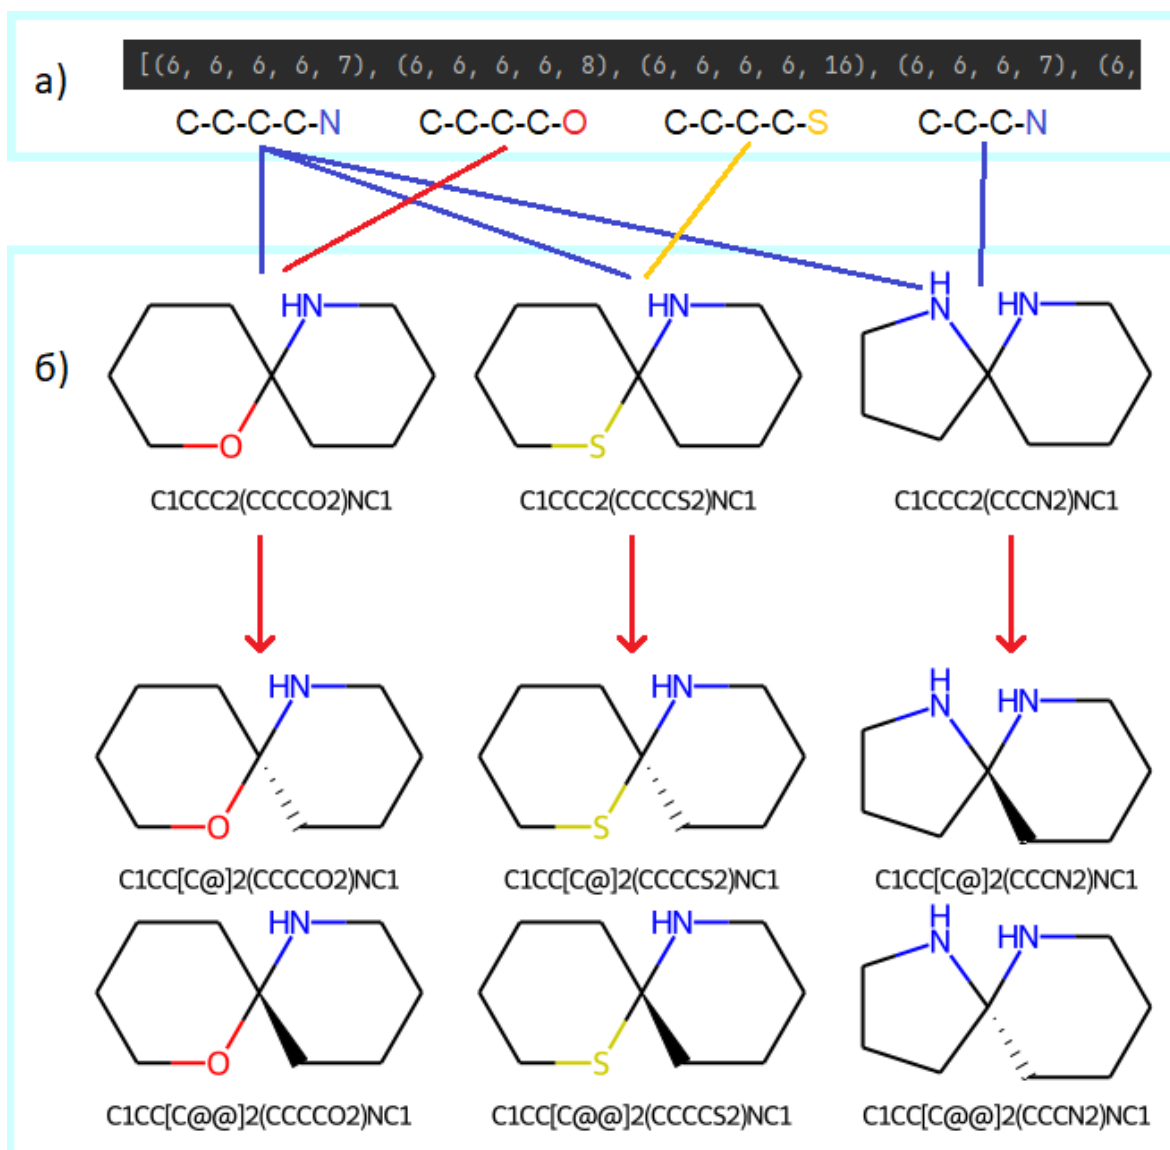 а)
[(6, 6, 6, 6, 7), (6, 6, 6, 6, 8), (6, 6, 6, 6, 16), (6, 6, 6, 7), (6,
C-C-C-C-N C-C-C-C-O C-C-C-C-S C-C-C-N
б)
HN HN H N HN
O S
C1CCC2(CCCCO2)NC1 C1CCC2(CCCCS2)NC1 C1CCC2(CCCN2)NC1
HN HN H N HN
O S
C1CC[C@]2(CCCCO2)NC1 C1CC[C@]2(CCCCS2)NC1 C1CC[C@]2(CCCN2)NC1
HN HN H N HN
O S
C1CC[C@@]2(CCCCO2)NC1 C1CC[C@@]2(CCCCS2)NC1 C1CC[C@@]2(CCCN2)NC1